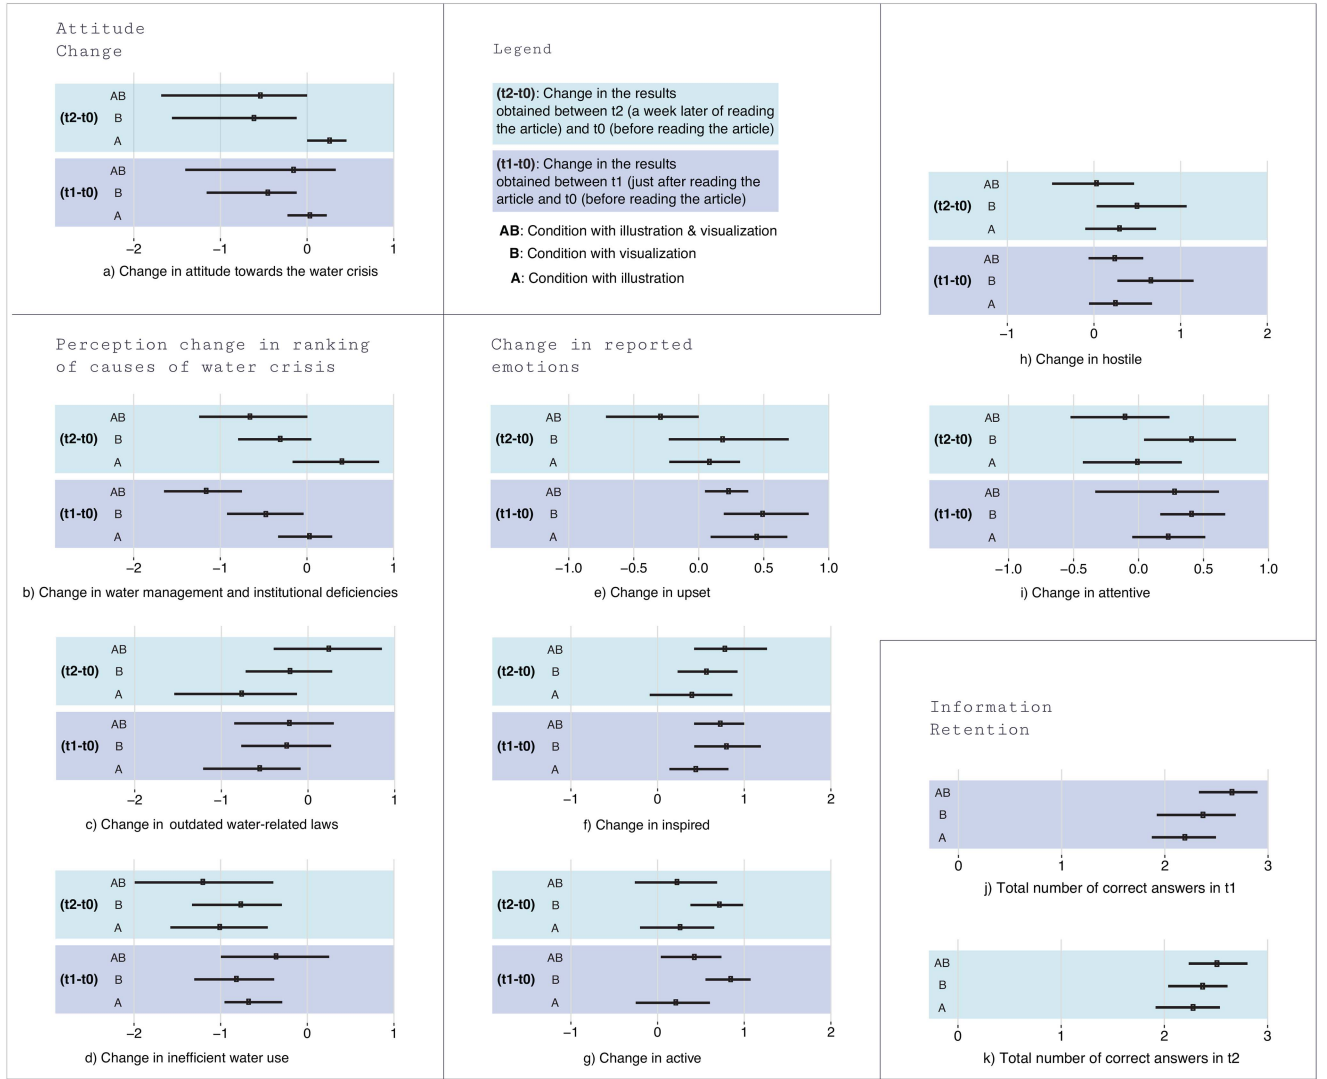 Attitude
Change
AB
(t2-t0) B
A
AB
(t1-t0) B
A
−2 −1 0 1
a) Change in attitude towards the water crisis
Legend
(t2-t0): Change in the results
obtained between t2 (a week later of reading
the article) and t0 (before reading the article)
(t1-t0): Change in the results
obtained between t1 (just after reading the
article and t0 (before reading the article)
AB: Condition with illustration & visualization
B: Condition with visualization
A: Condition with illustration
AB
(t2-t0) B
A
AB
(t1-t0) B
A
−1 0 1 2
h) Change in hostile
Perception change in ranking
of causes of water crisis
AB
(t2-t0) B
A
AB
(t1-t0) B
A
−2 −1 0 1
b) Change in water management and institutional deficiencies
AB
(t2-t0) B
A
AB
(t1-t0) B
A
−2 −1 0 1
c) Change in outdated water-related laws
AB
(t2-t0) B
A
AB
(t1-t0) B
A
−2 −1 0 1
d) Change in inefficient water use
Change in reported
emotions
AB
(t2-t0) B
A
AB
(t1-t0) B
A
−1.0 −0.5 0.0 0.5 1.0
e) Change in upset
AB
(t2-t0) B
A
AB
(t1-t0) B
A
−1 0 1 2
f) Change in inspired
AB
(t2-t0) B
A
AB
(t1-t0) B
A
−1 0 1 2
g) Change in active
AB
(t2-t0) B
A
AB
(t1-t0) B
A
−1.0 −0.5 0.0 0.5 1.0
i) Change in attentive
Information
Retention
AB
B
A
0 1 2 3
j) Total number of correct answers in t1
AB
B
A
0 1 2 3
k) Total number of correct answers in t2